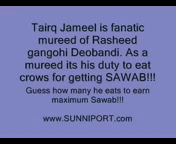 Tairq Jameel is fanatic
mureed of Rasheed
gangohi Deobandi. As a
mureed its his duty to eat
crows for getting SAWAB!!!
Guess how many he eats to earn
maximum Sawab!!!
www.SUNNIPORT.com